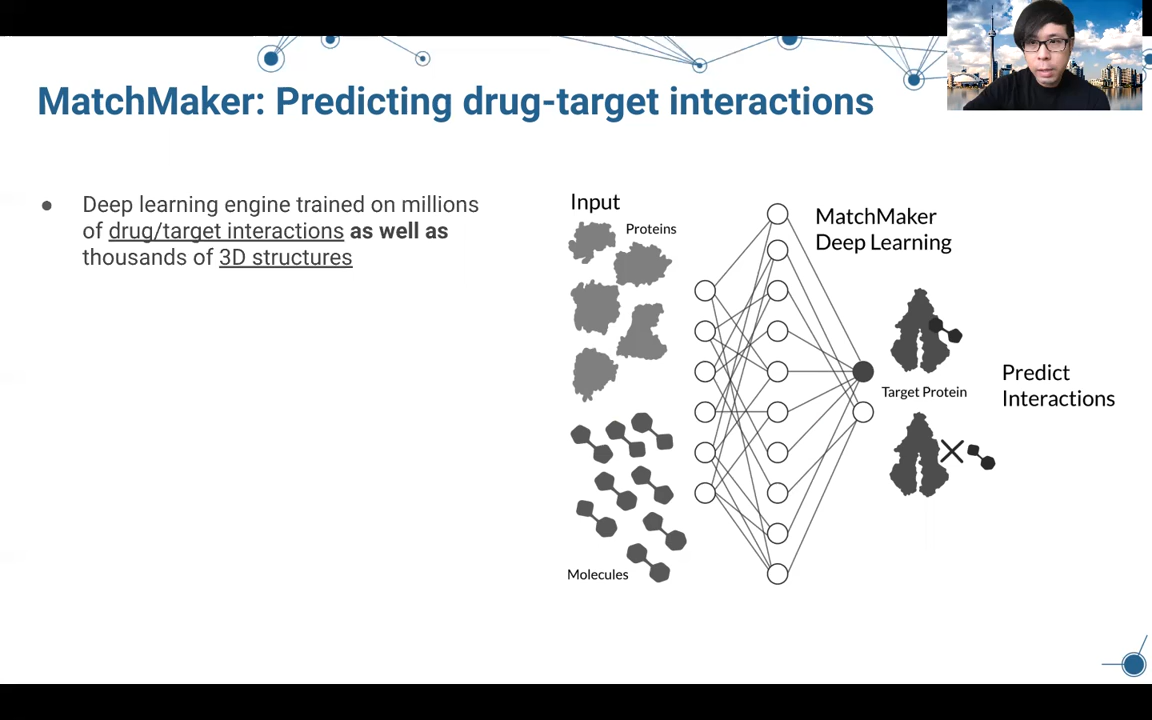 MatchMaker: Predicting drug-target interactions
● Deep learning engine trained on millions
of drug/target interactions as well as
thousands of 3D structures
Input
Proteins
Molecules
MatchMaker
Deep Learning
Target Protein
Predict
Interactions